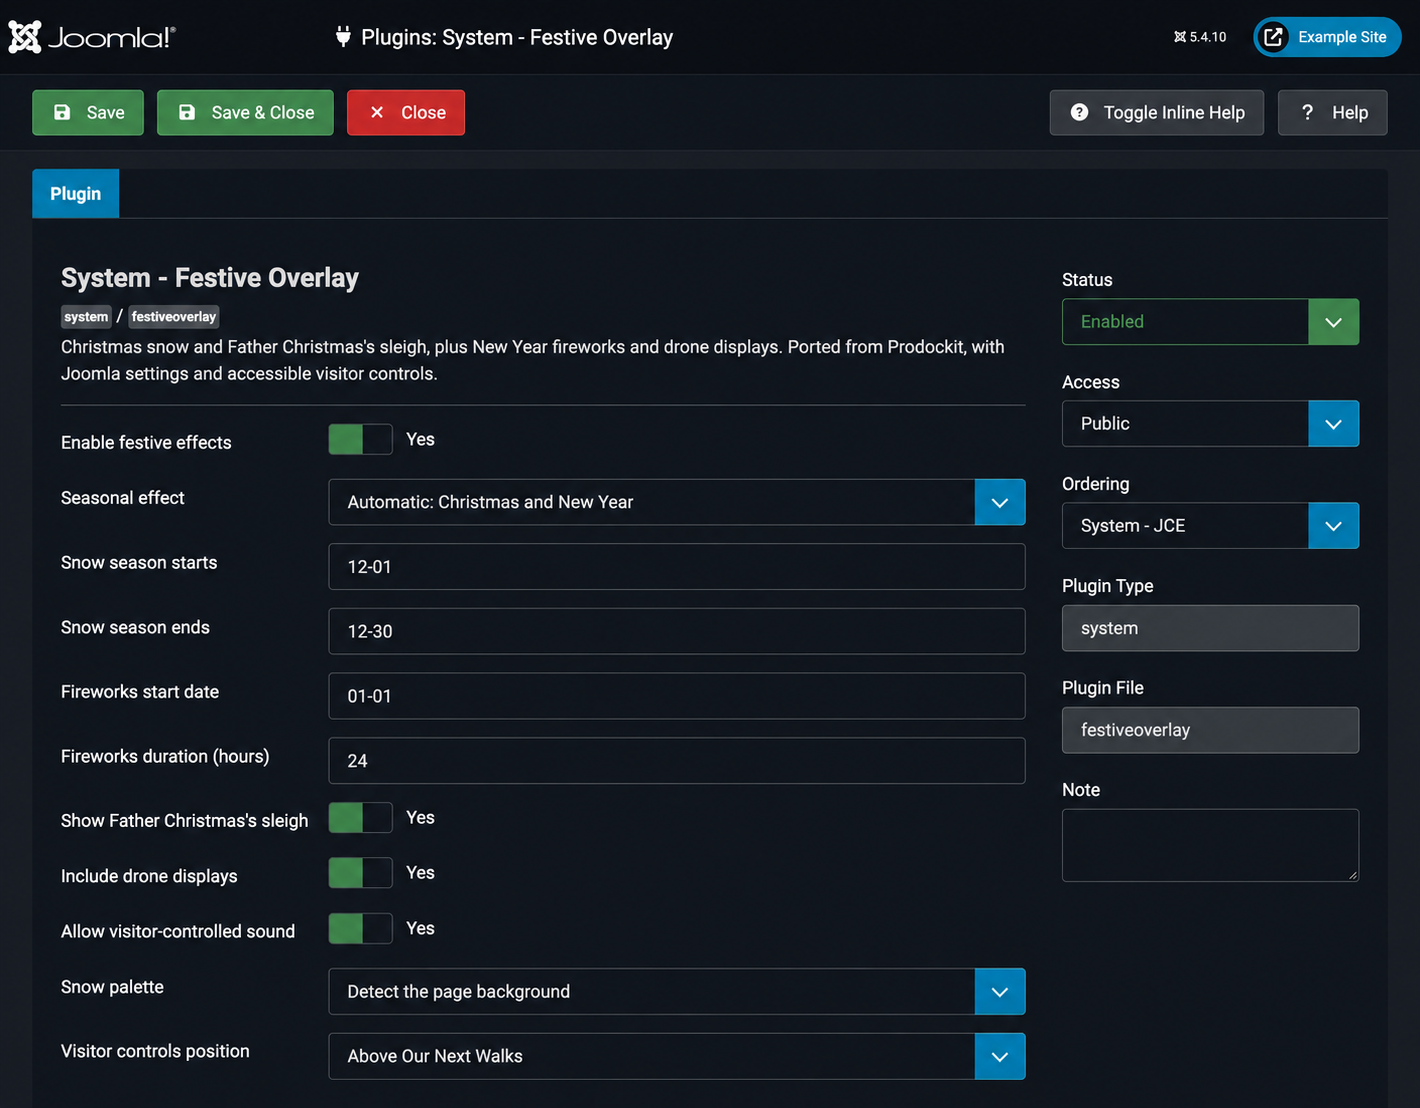 Joomla!®
Plugins: System - Festive Overlay
5.4.10
Example Site
Save
Save & Close
Close
Toggle Inline Help
? Help
Plugin
System - Festive Overlay
system / festiveoverlay
Christmas snow and Father Christmas's sleigh, plus New Year fireworks and drone displays. Ported from Prodockit, with
Joomla settings and accessible visitor controls.
Enable festive effects
Yes
Seasonal effect
Automatic: Christmas and New Year
Snow season starts
12-01
Snow season ends
12-30
Fireworks start date
01-01
Fireworks duration (hours)
24
Show Father Christmas's sleigh
Yes
Include drone displays
Yes
Allow visitor-controlled sound
Yes
Snow palette
Detect the page background
Visitor controls position
Above Our Next Walks
Status
Enabled
Access
Public
Ordering
System - JCE
Plugin Type
system
Plugin File
festiveoverlay
Note